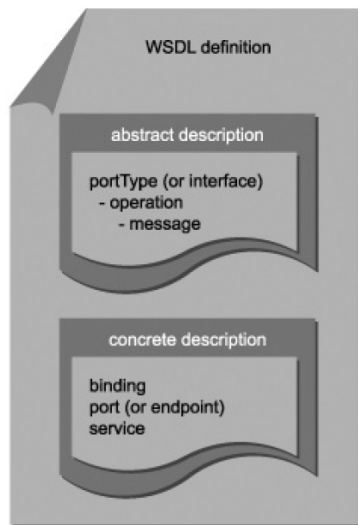 WSDL definition
abstract description
portType (or interface)
- operation
- message
concrete description
binding
port (or endpoint)
service